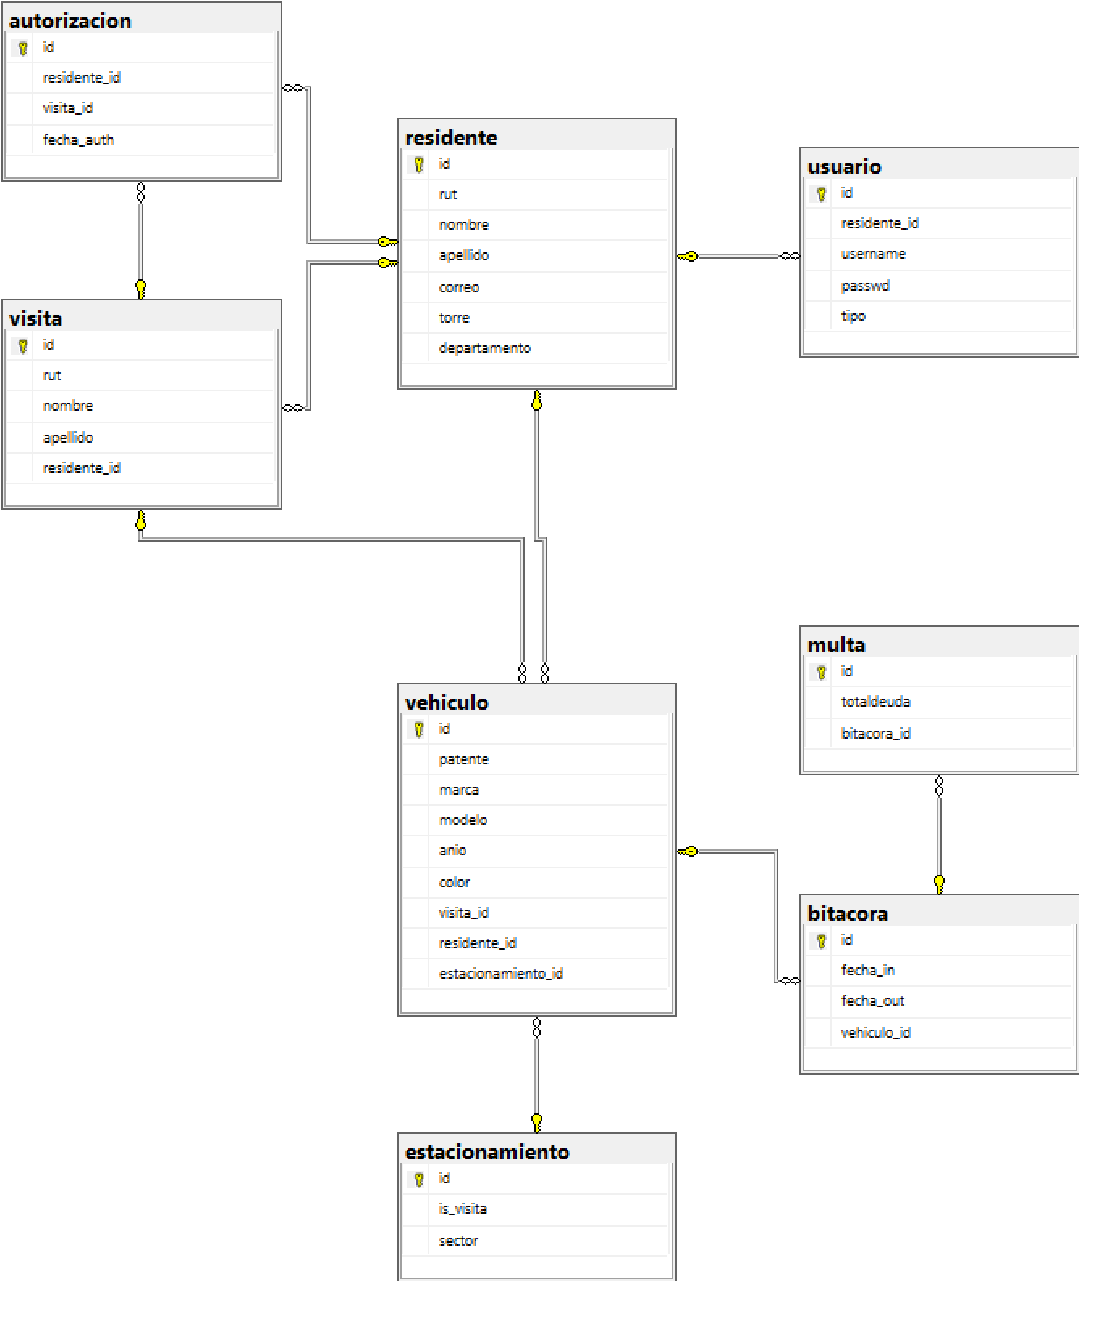 autorizacion
id
residente_id
visita_id
fecha_auth
residente
id
rut
nombre
apellido
correo
torre
departamento
usuario
id
residente_id
username
passwd
tipo
visita
id
rut
nombre
apellido
residente_id
vehiculo
id
patente
marca
modelo
anio
color
visita_id
residente_id
estacionamiento_id
multa
id
totaldeuda
bitacora_id
bitacora
id
fecha_in
fecha_out
vehiculo_id
estacionamiento
id
is_visita
sector